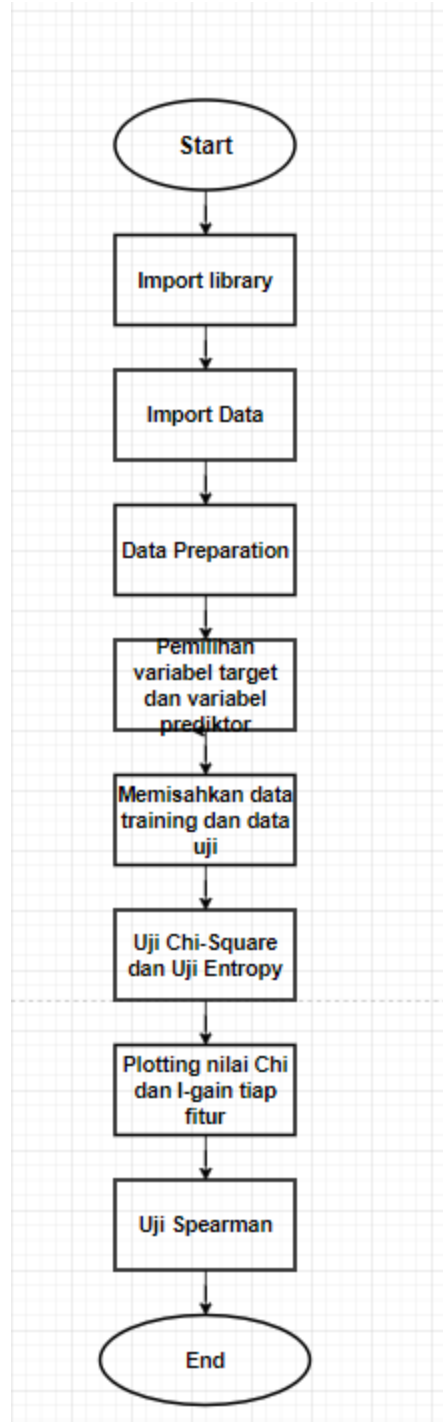 Start
Import library
Import Data
Data Preparation
Pemilihan
variabel target
dan variabel
prediktor
Memisahkan data
training dan data
uji
Uji Chi-Square
dan Uji Entropy
Plotting nilai Chi
dan I-gain tiap
fitur
Uji Spearman
End